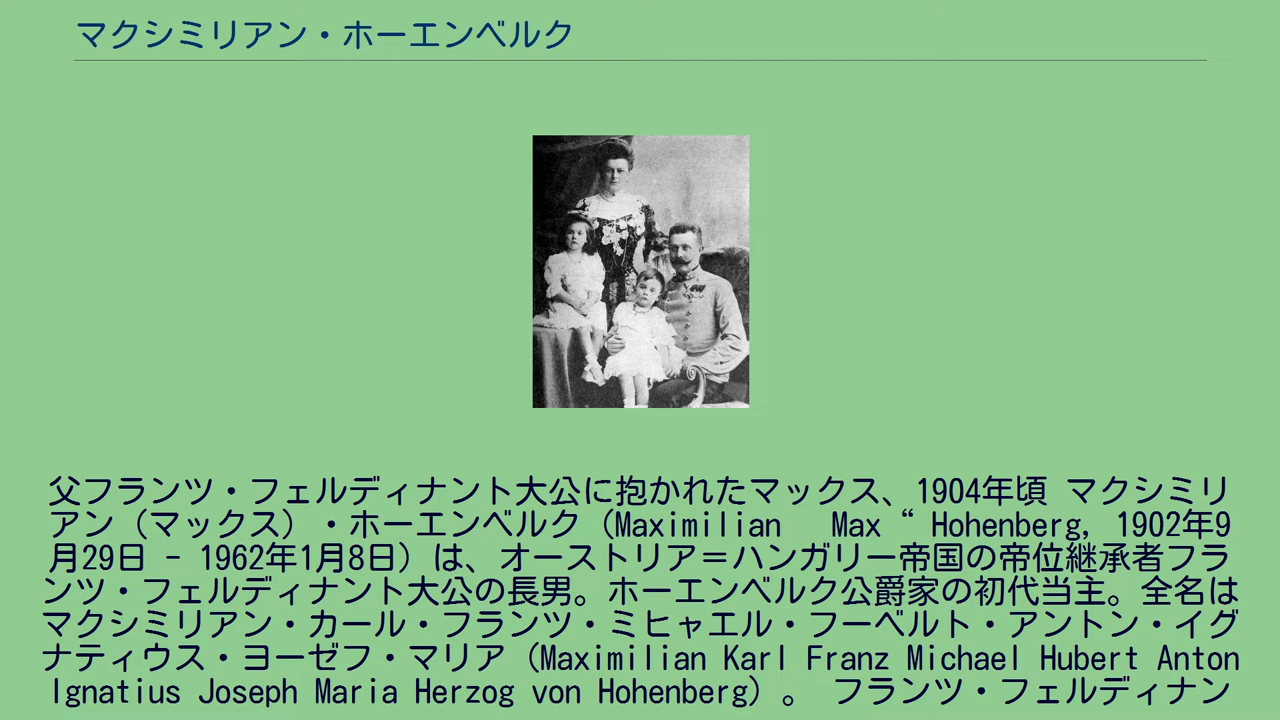 マクシミリアン・ホーエンベルク
父フランツ・フェルディナント大公に抱かれたマックス、1904年頃 マクシミリ
アン（マックス）・ホーエンベルク（Maximilian　Max “ Hohenberg, 1902年9
月29日 - 1962年1月8日）は、オーストリア＝ハンガリー帝国の帝位継承者フラ
ンツ・フェルディナント大公の長男。ホーエンベルク公爵家の初代当主。全名は
マクシミリアン・カール・フランツ・ミヒャエル・フーベルト・アントン・イグ
ナティウス・ヨーゼフ・マリア（Maximilian Karl Franz Michael Hubert Anton
Ignatius Joseph Maria Herzog von Hohenberg）。 フランツ・フェルディナン